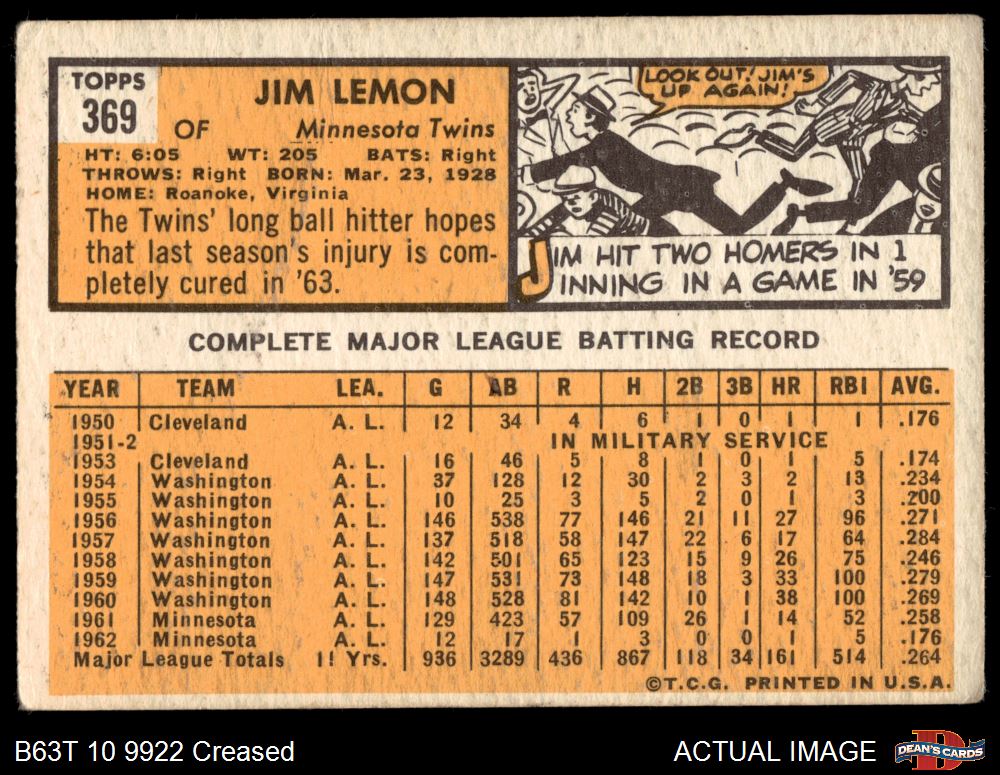 TOPPS
369
JIM LEMON
OF Minnesota Twins
HT: 6:05 WT: 205 BATS: Right
THROWS: Right BORN: Mar. 23, 1928
HOME: Roanoke, Virginia
The Twins' long ball hitter hopes
that last season's injury is com-
pletely cured in '63.
LOOK OUT! JIM'S
UP AGAIN!
JIM HIT TWO HOMERS IN 1
INNING IN A GAME IN '59
COMPLETE MAJOR LEAGUE BATTING RECORD
YEAR TEAM LEA. G AB R H 2B 3B HR RBI AVG.
1950 Cleveland A. L. 12 34 4 6 1 0 1 1 .176
1951-2 IN MILITARY SERVICE
1953 Cleveland A. L. 16 46 5 8 1 0 1 5 .174
1954 Washington A. L. 37 128 12 30 2 3 2 13 .234
1955 Washington A. L. 10 25 3 5 2 0 1 3 .200
1956 Washington A. L. 146 538 77 146 21 11 27 96 .271
1957 Washington A. L. 137 518 58 147 22 6 17 64 .284
1958 Washington A. L. 142 501 65 123 15 9 26 75 .246
1959 Washington A. L. 147 531 73 148 18 3 33 100 .279
1960 Washington A. L. 148 528 81 142 10 1 38 100 .269
1961 Minnesota A. L. 129 423 57 109 26 1 14 52 .258
1962 Minnesota A. L. 12 17 1 3 0 0 1 5 .176
Major League Totals 11 Yrs. 936 3289 436 867 118 34 161 514 .264
©T.C.G. PRINTED IN U.S.A.
B63T 10 9922 Creased
ACTUAL IMAGE
DEAN'S CARDS